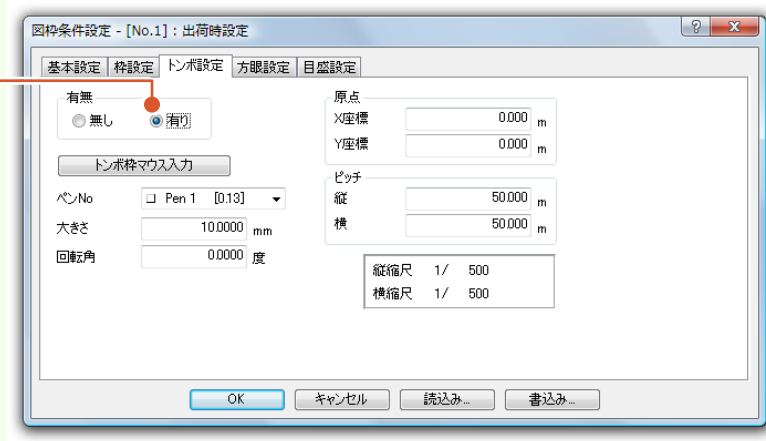 図枠条件設定 - [No.1]：出荷時設定
基本設定 枠設定 トンボ設定 方眼設定 目盛設定
有無
無し 有り
トンボ枠マウス入力
ペンNo Pen 1 [0.13]
大きさ 10.0000 mm
回転角 0.0000 度
原点
X座標 0.000 m
Y座標 0.000 m
ピッチ
縦 50.000 m
横 50.000 m
縦縮尺 1/ 500
横縮尺 1/ 500
OK キャンセル 読込み... 書込み...